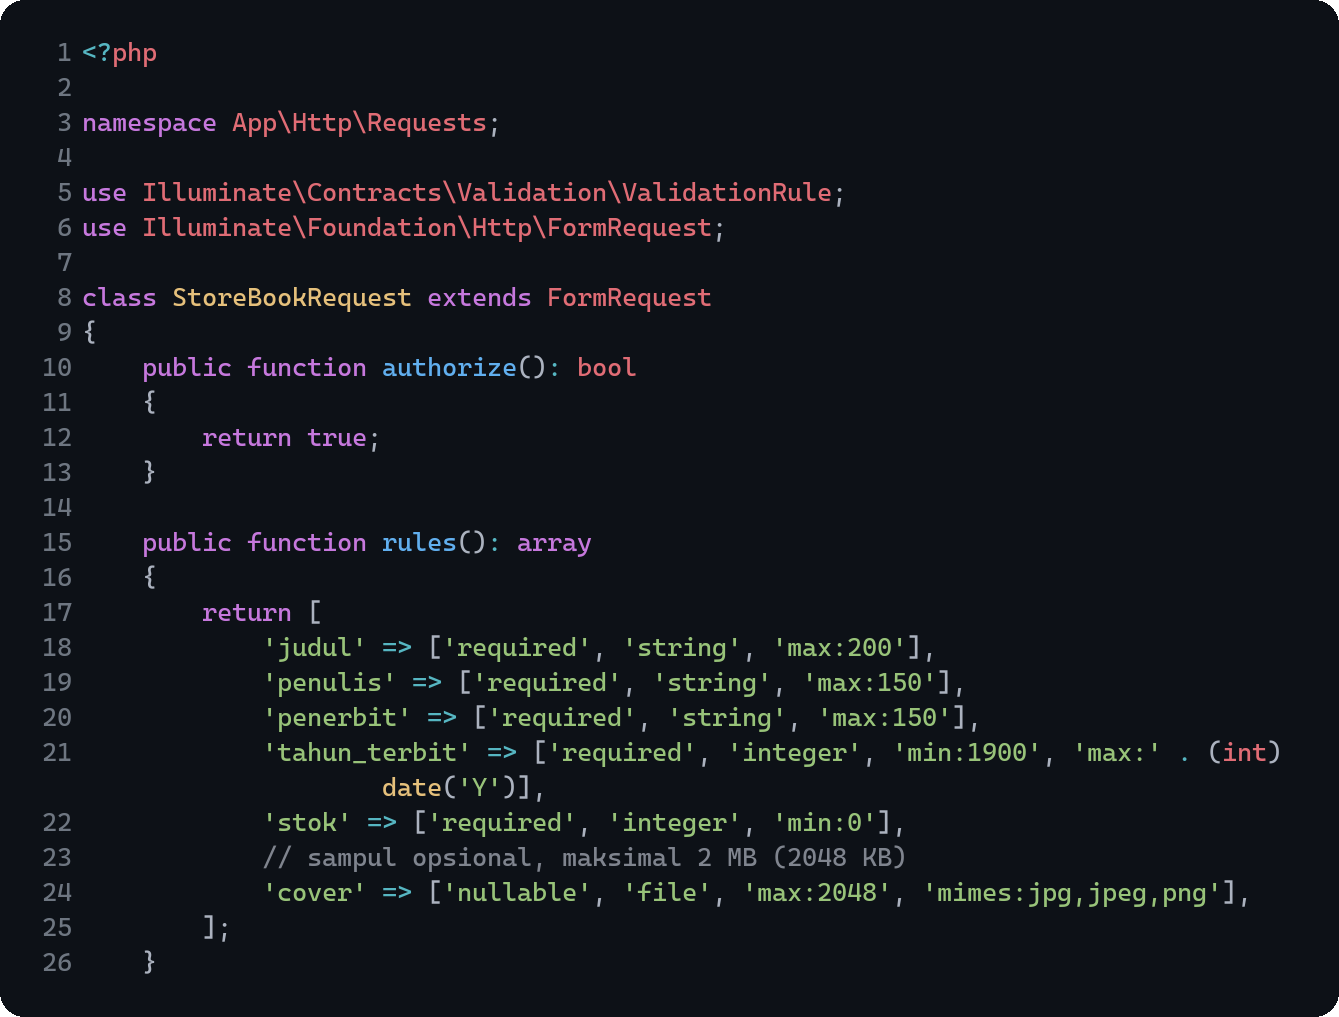 1 <?php
2
3 namespace App\Http\Requests;
4
5 use Illuminate\Contracts\Validation\ValidationRule;
6 use Illuminate\Foundation\Http\FormRequest;
7
8 class StoreBookRequest extends FormRequest
9 {
10     public function authorize(): bool
11     {
12         return true;
13     }
14
15     public function rules(): array
16     {
17         return [
18             'judul' => ['required', 'string', 'max:200'],
19             'penulis' => ['required', 'string', 'max:150'],
20             'penerbit' => ['required', 'string', 'max:150'],
21             'tahun_terbit' => ['required', 'integer', 'min:1900', 'max:' . (int)
                    date('Y')],
22             'stok' => ['required', 'integer', 'min:0'],
23             // sampul opsional, maksimal 2 MB (2048 KB)
24             'cover' => ['nullable', 'file', 'max:2048', 'mimes:jpg,jpeg,png'],
25         ];
26     }